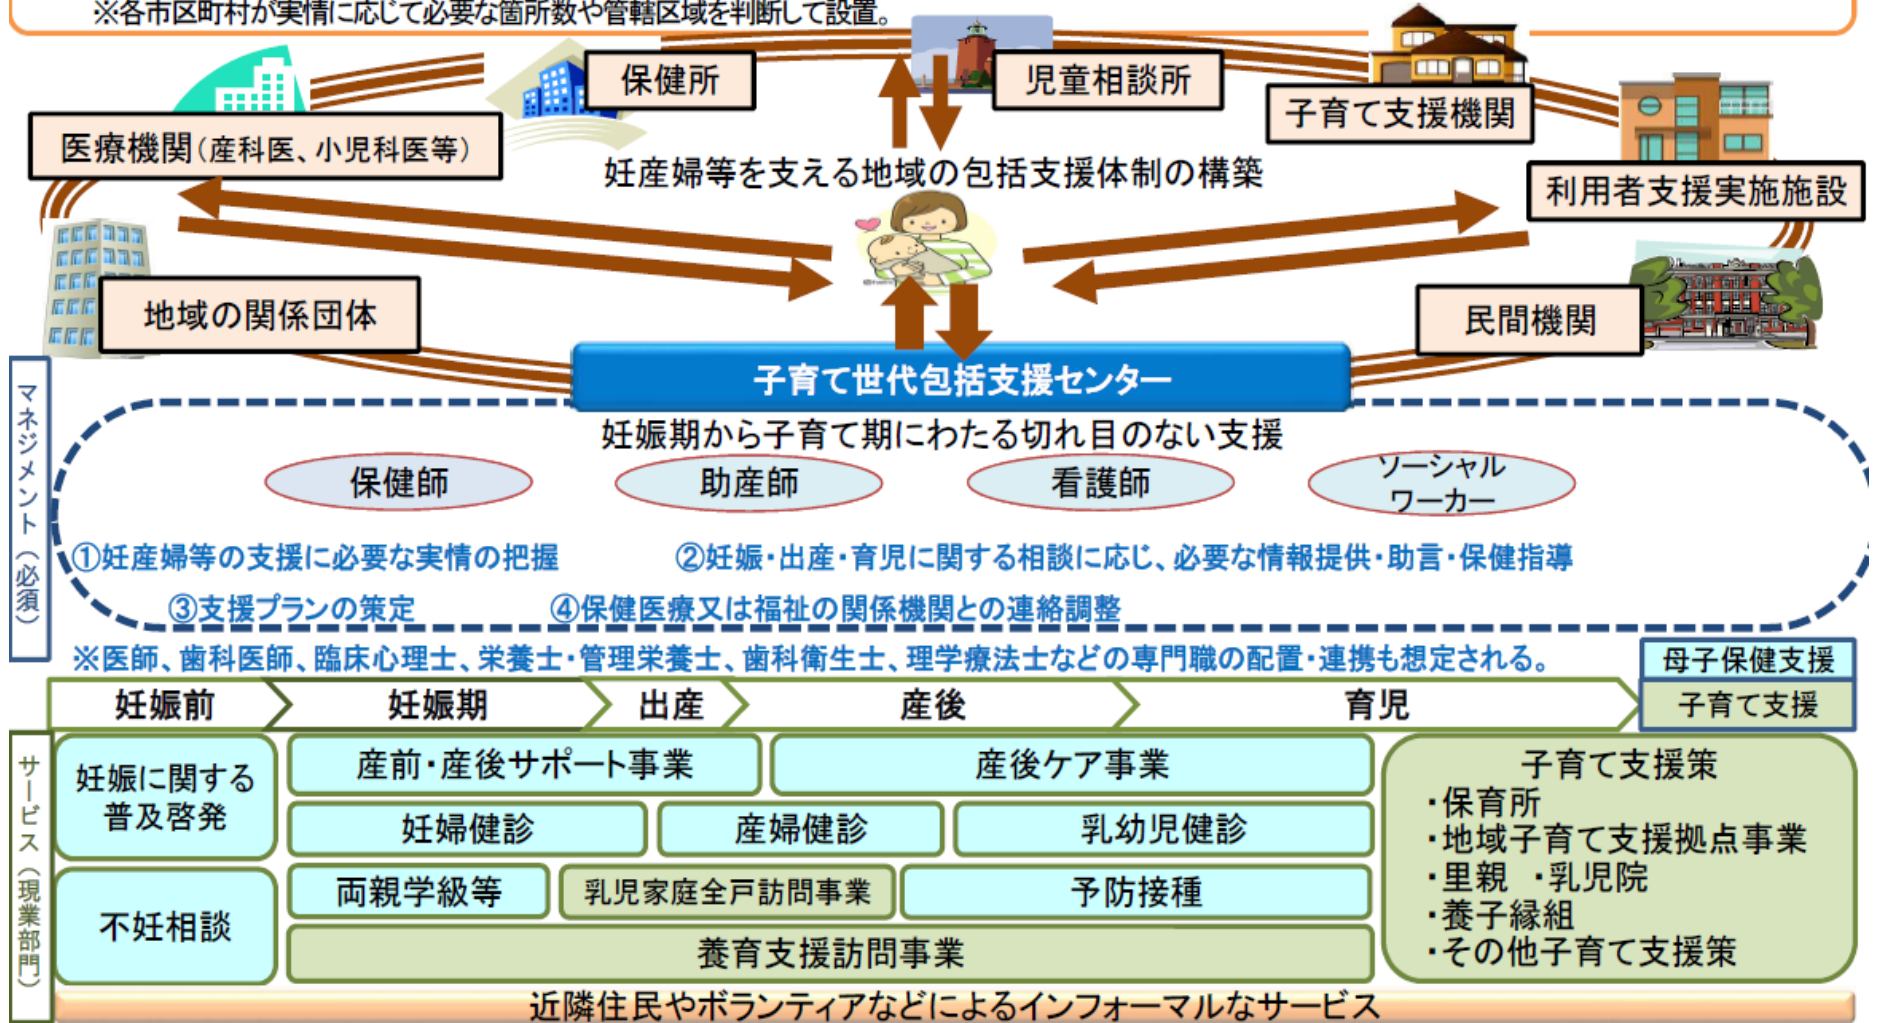 ※各市区町村が実情に応じて必要な箇所数や管轄区域を判断して設置。
保健所
児童相談所
子育て支援機関
医療機関（産科医、小児科医等）
妊産婦等を支える地域の包括支援体制の構築
利用者支援実施施設
地域の関係団体
民間機関
子育て世代包括支援センター
マネジメント（必須）
妊娠期から子育て期にわたる切れ目のない支援
保健師
助産師
看護師
ソーシャル
ワーカー
①妊産婦等の支援に必要な実情の把握
②妊娠・出産・育児に関する相談に応じ、必要な情報提供・助言・保健指導
③支援プランの策定
④保健医療又は福祉の関係機関との連絡調整
※医師、歯科医師、臨床心理士、栄養士・管理栄養士、歯科衛生士、理学療法士などの専門職の配置・連携も想定される。
母子保健支援
子育て支援
妊娠前
妊娠期
出産
産後
育児
サービス（現業部門）
妊娠に関する
普及啓発
不妊相談
産前・産後サポート事業
産後ケア事業
妊婦健診
産婦健診
乳幼児健診
両親学級等
乳児家庭全戸訪問事業
予防接種
養育支援訪問事業
子育て支援策
・保育所
・地域子育て支援拠点事業
・里親　・乳児院
・養子縁組
・その他子育て支援策
近隣住民やボランティアなどによるインフォーマルなサービス